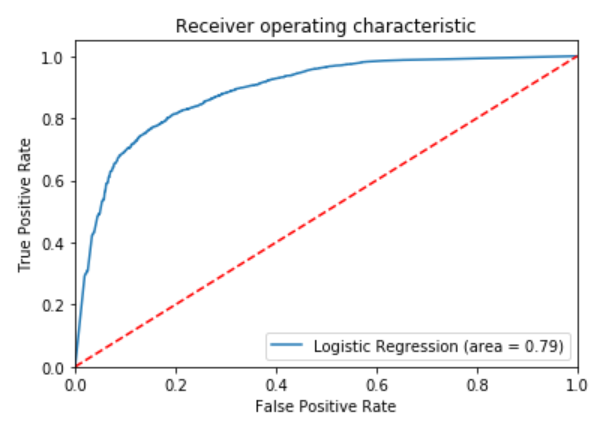 Receiver operating characteristic
1.0
0.8
0.6
0.4
0.2
0.0
True Positive Rate
Logistic Regression (area = 0.79)
0.0 0.2 0.4 0.6 0.8 1.0
False Positive Rate